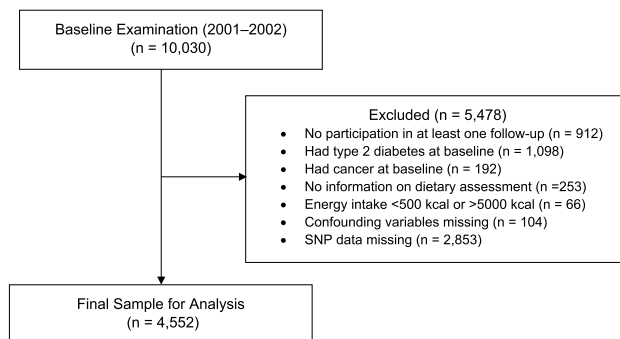 Baseline Examination (2001–2002)
(n = 10,030)
Excluded (n = 5,478)
• No participation in at least one follow-up (n = 912)
• Had type 2 diabetes at baseline (n = 1,098)
• Had cancer at baseline (n = 192)
• No information on dietary assessment (n =253)
• Energy intake <500 kcal or >5000 kcal (n = 66)
• Confounding variables missing (n = 104)
• SNP data missing (n = 2,853)
Final Sample for Analysis
(n = 4,552)